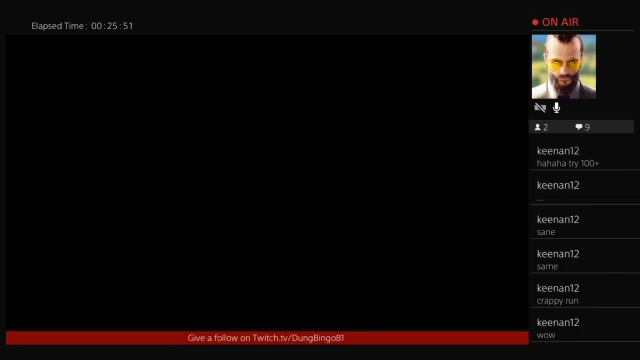 Elapsed Time : 00 : 25 : 51
ON AIR
2 9
keenan12
hahaha try 100+
keenan12
...
keenan12
sane
keenan12
same
keenan12
crappy run
keenan12
wow
Give a follow on Twitch.tv/DungBingo81